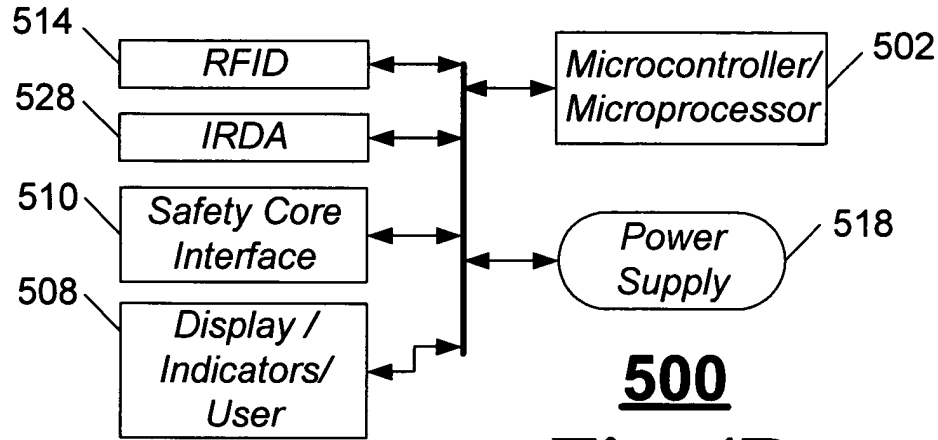 514
RFID
528
IRDA
510
Safety Core
Interface
508
Display /
Indicators/
User
Microcontroller/
Microprocessor
502
Power
Supply
518
500